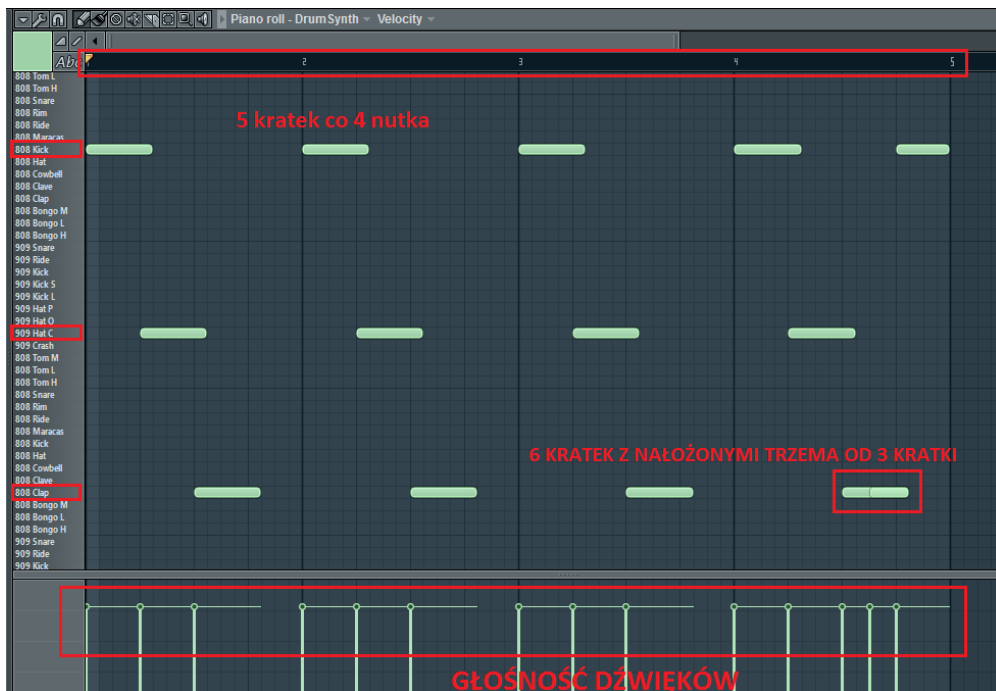 Piano roll - DrumSynth Velocity
Abc 1 2 3 4 5
808 Tom L
808 Tom H
808 Snare
808 Rim
808 Ride
808 Maracas
5 kratek co 4 nutka
808 Kick
808 Hat
808 Cowbell
808 Clave
808 Clap
808 Bongo M
808 Bongo L
808 Bongo H
909 Snare
909 Ride
909 Kick
909 Kick S
909 Kick L
909 Hat P
909 Hat O
909 Hat C
909 Crash
808 Tom M
808 Tom L
808 Tom H
808 Snare
808 Rim
808 Ride
808 Maracas
808 Kick
808 Hat
6 KRATEK Z NAŁOŻONYMI TRZEMA OD 3 KRATKI
808 Cowbell
808 Clave
808 Clap
808 Bongo M
808 Bongo L
808 Bongo H
909 Snare
909 Ride
909 Kick
GŁOŚNOŚĆ DŹWIĘKÓW